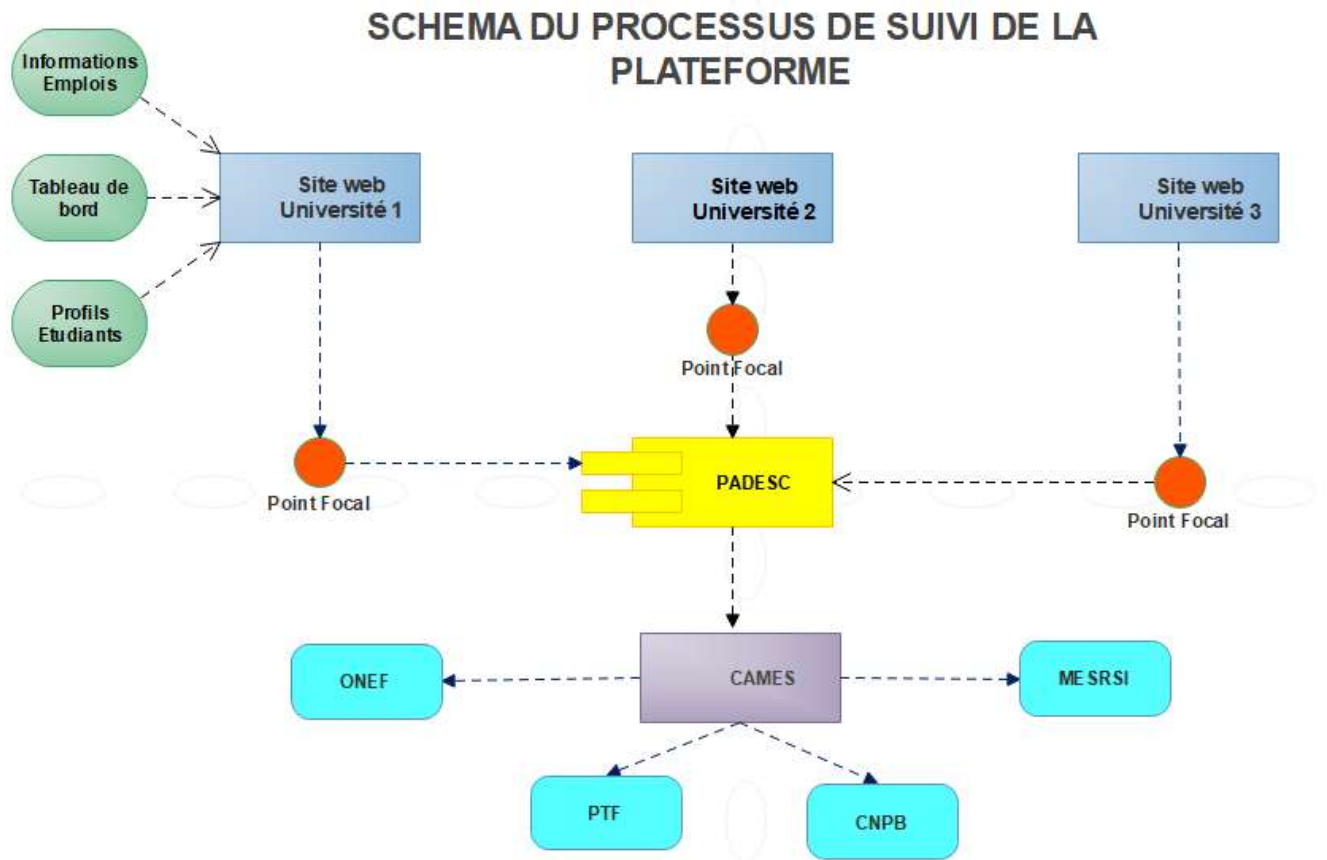 SCHEMA DU PROCESSUS DE SUIVI DE LA
PLATEFORME
Informations
Emplois
Tableau de
bord
Profils
Etudiants
Site web
Université 1
Site web
Université 2
Site web
Université 3
Point Focal
Point Focal
Point Focal
PADESC
CAMES
ONEF
MESRSI
PTF
CNPB